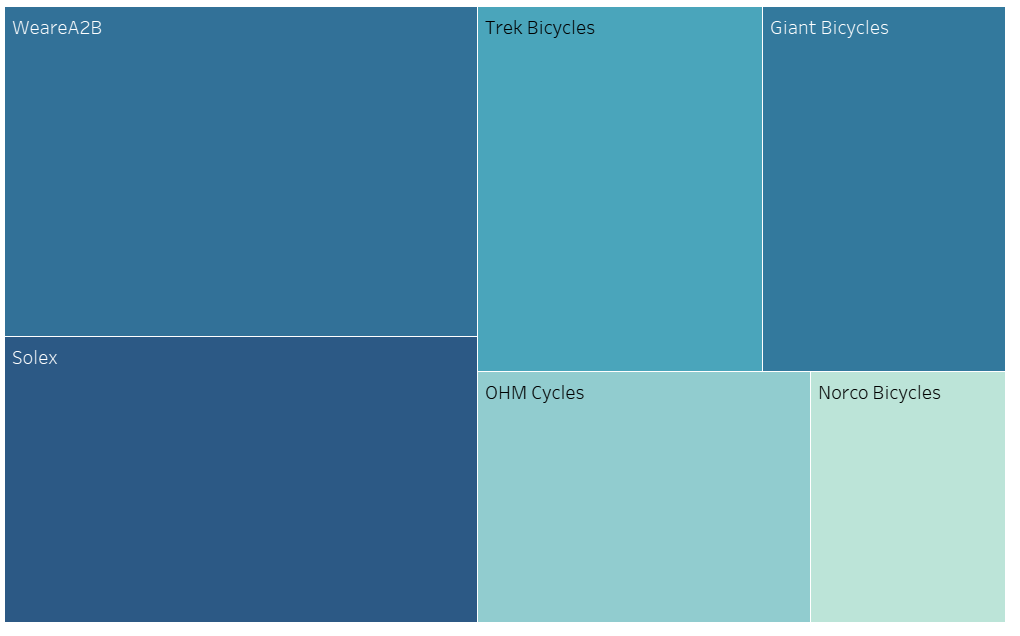 WeareA2B
Trek Bicycles
Giant Bicycles
Solex
OHM Cycles
Norco Bicycles